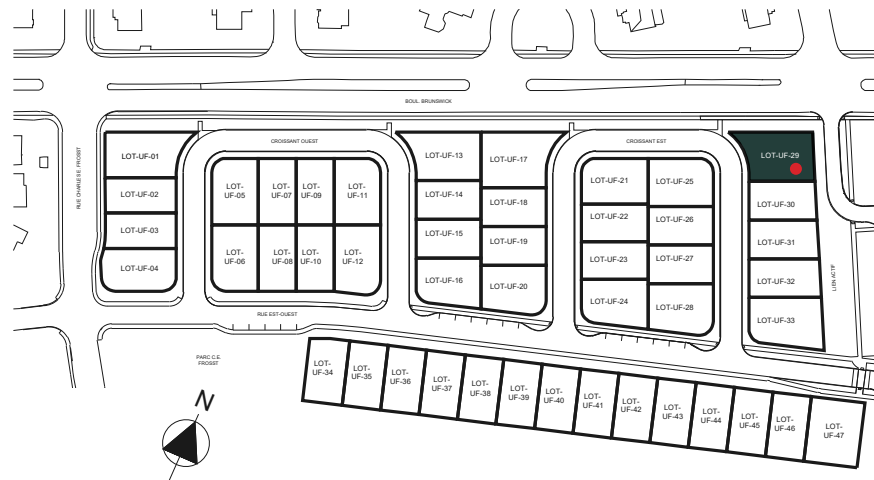 BOUL. BRUNSWICK
RUE CHARLES E. FROSST
CROISSANT OUEST
CROISSANT EST
LOT-UF-01
LOT-UF-02
LOT-UF-03
LOT-UF-04
LOT-
UF-05
LOT-
UF-07
LOT-
UF-09
LOT-
UF-11
LOT-
UF-06
LOT-
UF-08
LOT-
UF-10
LOT-
UF-12
LOT-UF-13
LOT-UF-14
LOT-UF-15
LOT-UF-16
LOT-UF-17
LOT-UF-18
LOT-UF-19
LOT-UF-20
LOT-UF-21
LOT-UF-22
LOT-UF-23
LOT-UF-24
LOT-UF-25
LOT-UF-26
LOT-UF-27
LOT-UF-28
LOT-UF-29
LOT-UF-30
LOT-UF-31
LOT-UF-32
LOT-UF-33
LIEN ACTIF
RUE EST-OUEST
PARC C.E.
FROSST
LOT-
UF-34
LOT-
UF-35
LOT-
UF-36
LOT-
UF-37
LOT-
UF-38
LOT-
UF-39
LOT-
UF-40
LOT-
UF-41
LOT-
UF-42
LOT-
UF-43
LOT-
UF-44
LOT-
UF-45
LOT-
UF-46
LOT-
UF-47
N